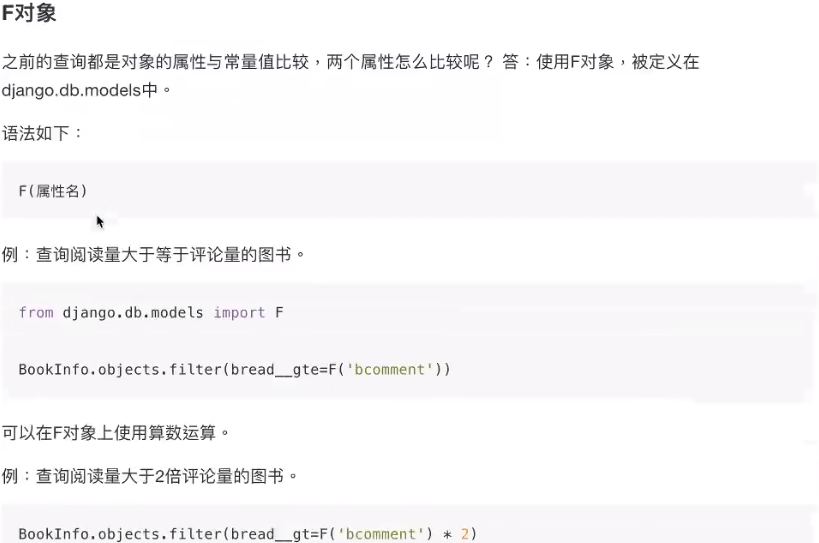 F对象
之前的查询都是对象的属性与常量值比较，两个属性怎么比较呢？ 答：使用F对象，被定义在
django.db.models中。
语法如下：
F(属性名)
例：查询阅读量大于等于评论量的图书。
from django.db.models import F
BookInfo.objects.filter(bread__gte=F('bcomment'))
可以在F对象上使用算数运算。
例：查询阅读量大于2倍评论量的图书。
BookInfo.objects.filter(bread__gt=F('bcomment') * 2)